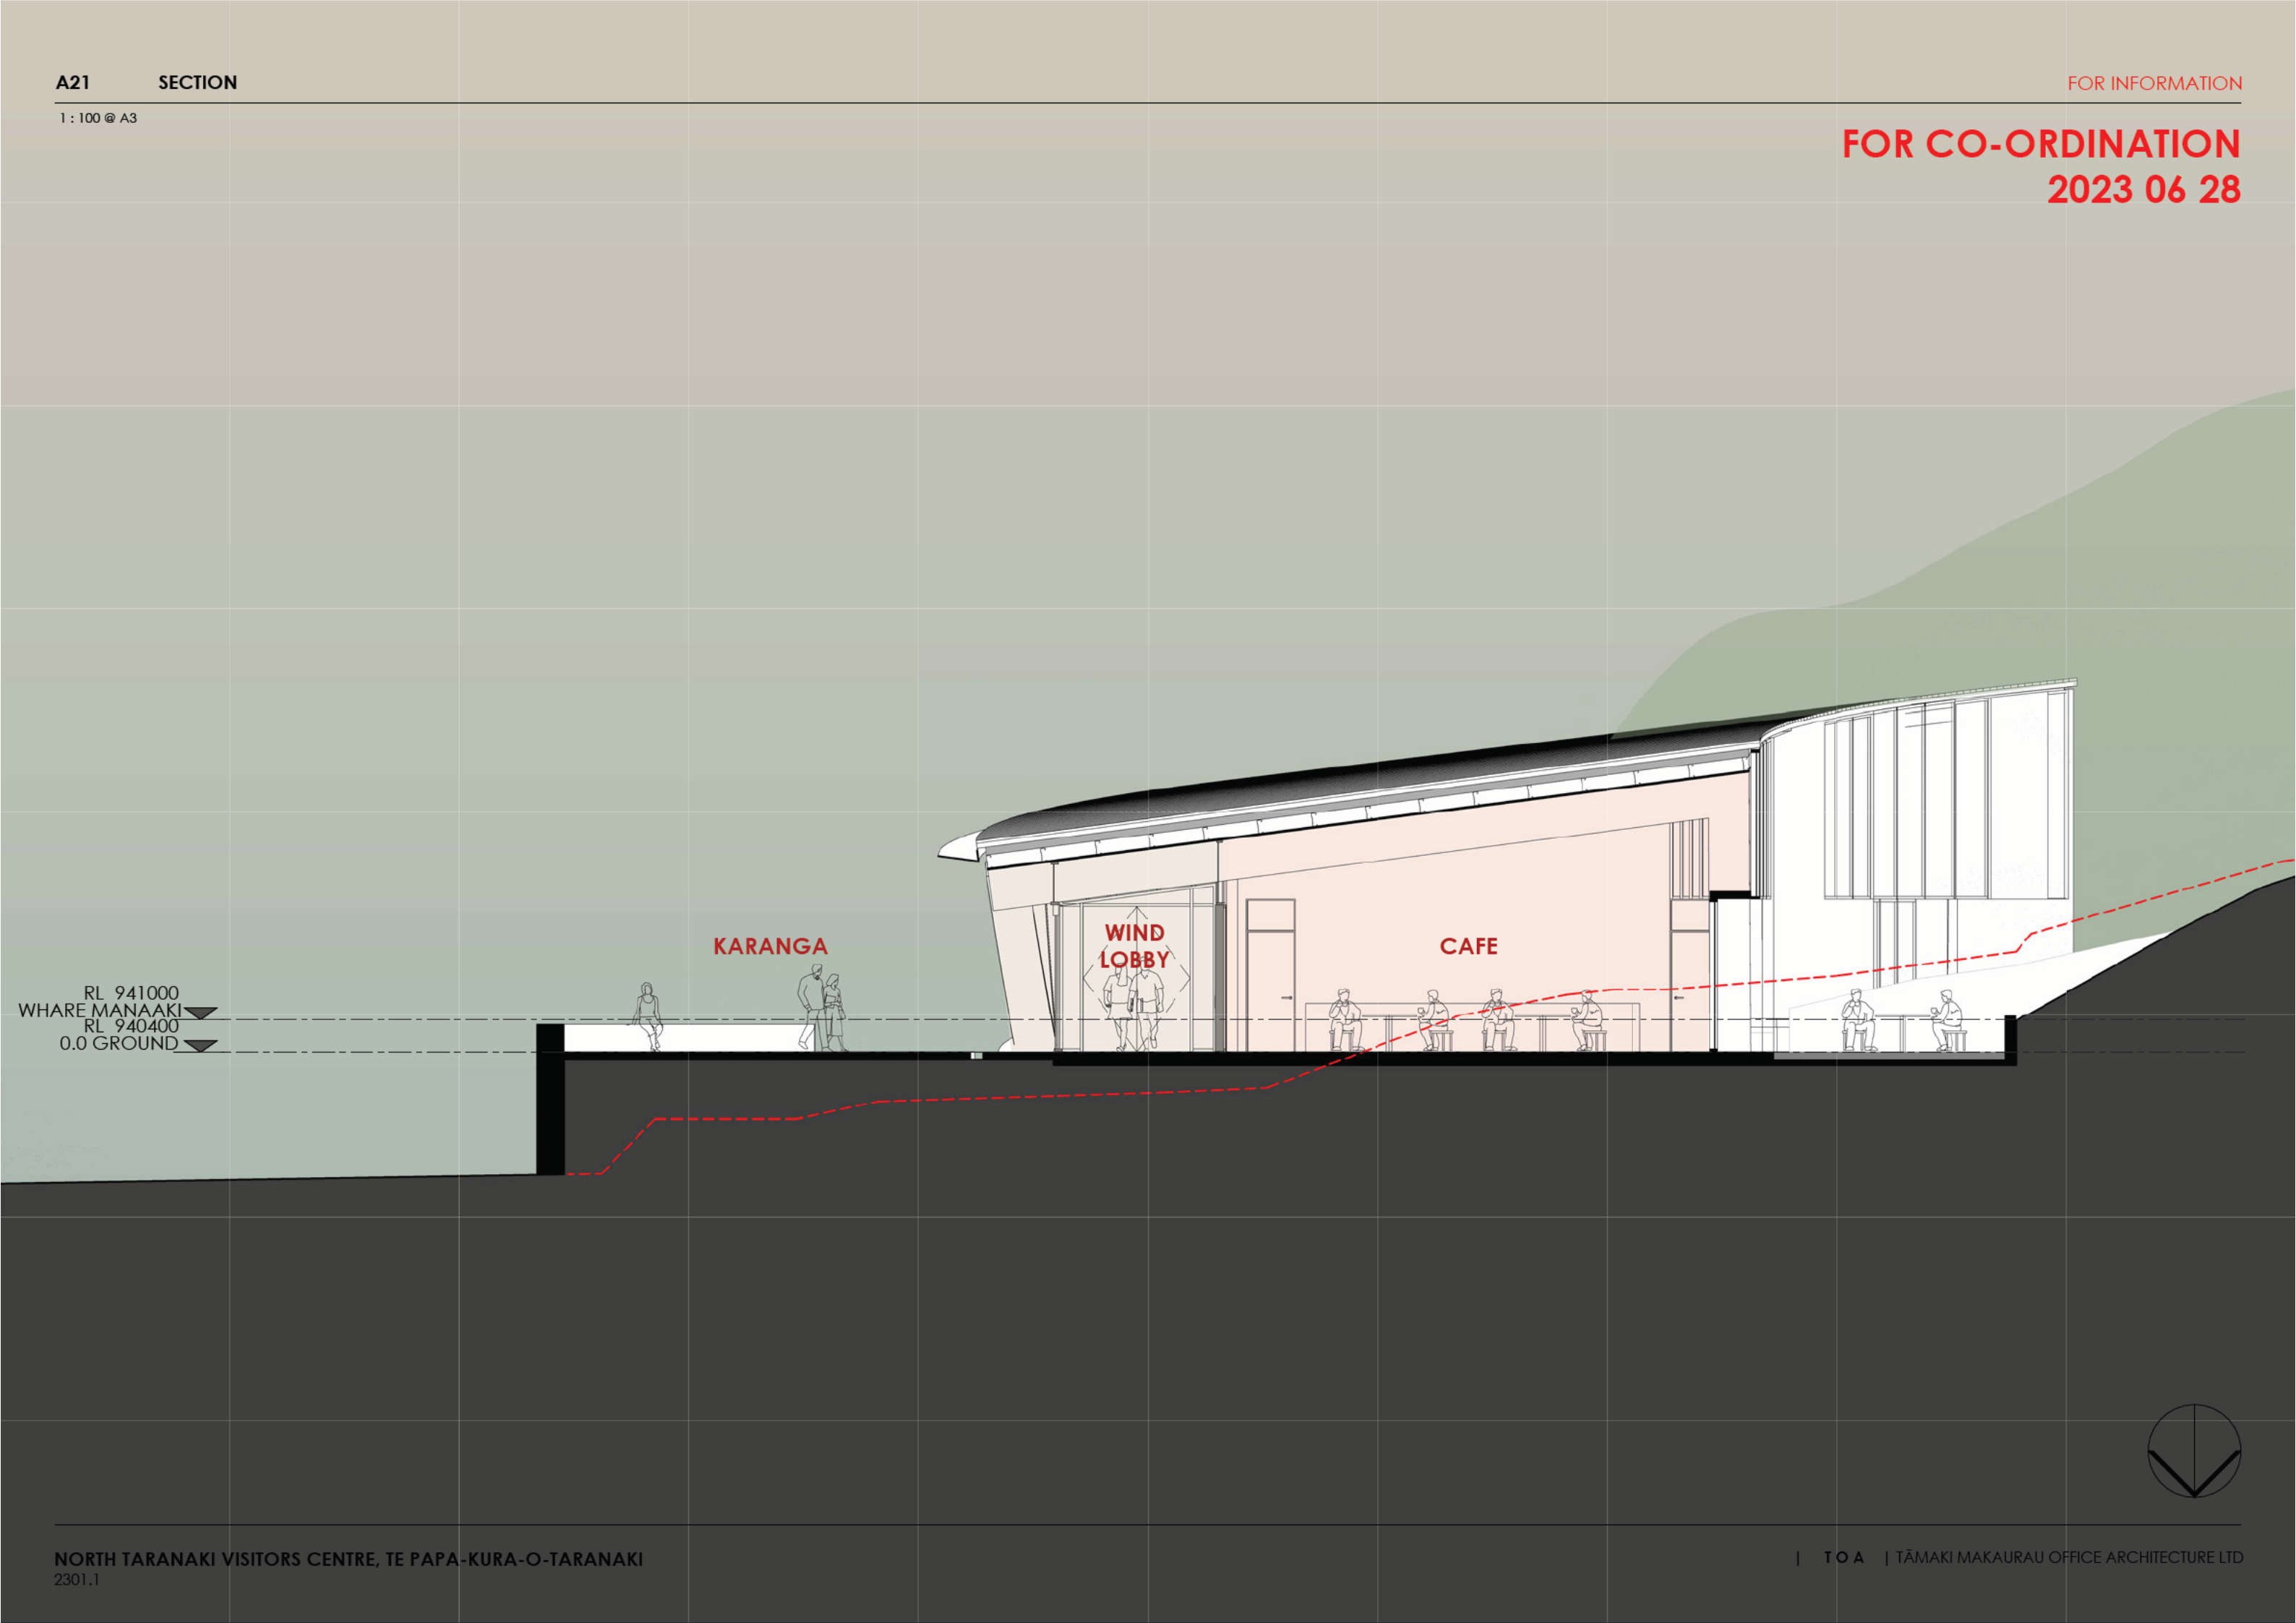 A21 SECTION
FOR INFORMATION
1 : 100 @ A3
FOR CO-ORDINATION
2023 06 28
KARANGA
WIND
LOBBY
CAFE
RL 941000
WHARE MANAAKI
RL 940400
0.0 GROUND
NORTH TARANAKI VISITORS CENTRE, TE PAPA-KURA-O-TARANAKI
2301.1
| TOA | TĀMAKI MAKAURAU OFFICE ARCHITECTURE LTD